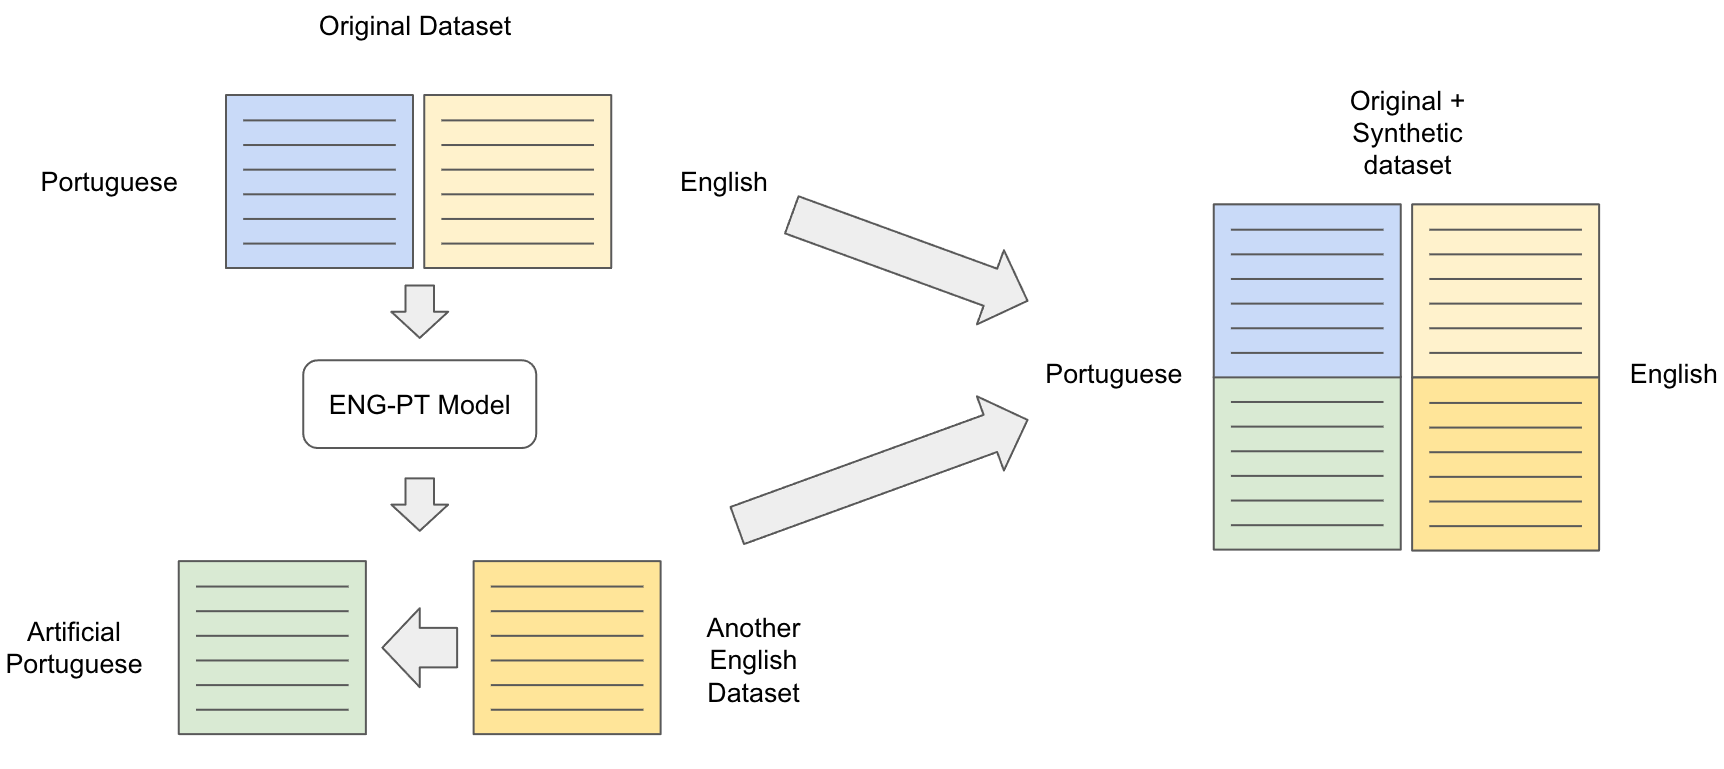 Original Dataset
Portuguese
English
ENG-PT Model
Artificial
Portuguese
Another
English
Dataset
Original +
Synthetic
dataset
Portuguese
English